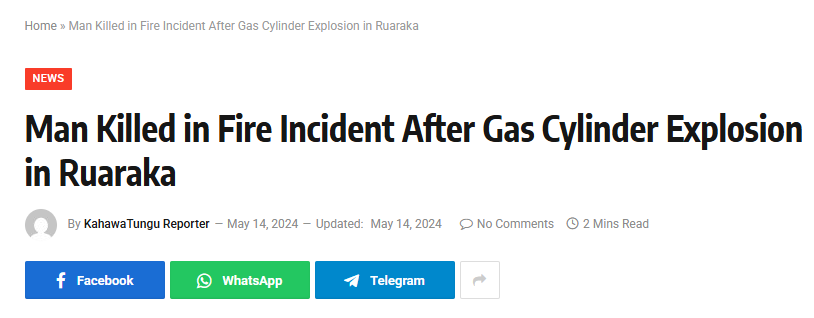 Home » Man Killed in Fire Incident After Gas Cylinder Explosion in Ruaraka
NEWS
Man Killed in Fire Incident After Gas Cylinder Explosion
in Ruaraka
By KahawaTungu Reporter — May 14, 2024 — Updated: May 14, 2024 No Comments 2 Mins Read
Facebook WhatsApp Telegram